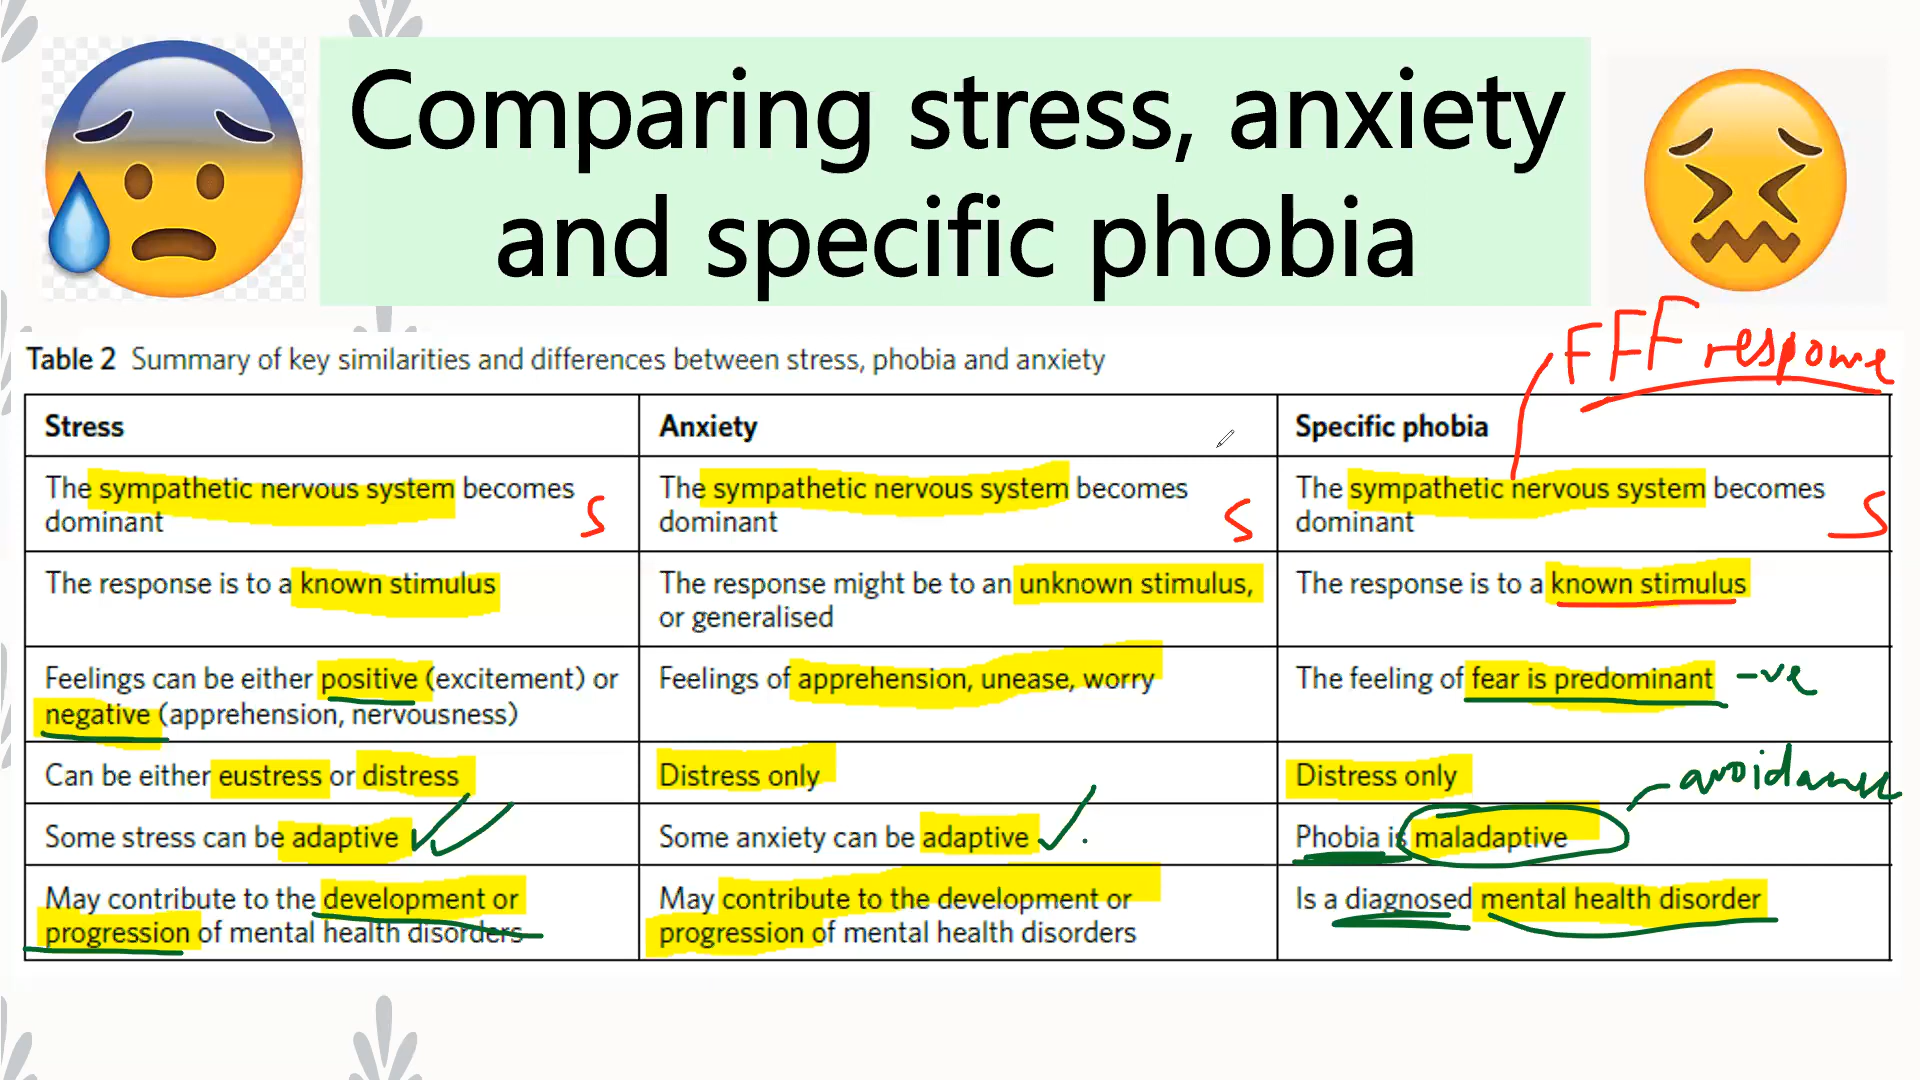 Comparing stress, anxiety
and specific phobia
FFF response
Table 2 Summary of key similarities and differences between stress, phobia and anxiety
Stress
Anxiety
Specific phobia
The sympathetic nervous system becomes
dominant
S
The sympathetic nervous system becomes
dominant
S
The sympathetic nervous system becomes
dominant
S
The response is to a known stimulus
The response might be to an unknown stimulus,
or generalised
The response is to a known stimulus
Feelings can be either positive (excitement) or
negative (apprehension, nervousness)
Feelings of apprehension, unease, worry
The feeling of fear is predominant
-ve
Can be either eustress or distress
Distress only
Distress only
avoidance
Some stress can be adaptive
Some anxiety can be adaptive
Phobia is maladaptive
May contribute to the development or
progression of mental health disorders
May contribute to the development or
progression of mental health disorders
Is a diagnosed mental health disorder